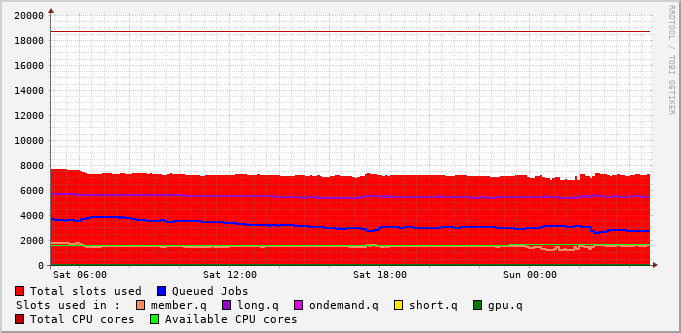 20000
18000
16000
14000
12000
10000
8000
6000
4000
2000
0
Sat 06:00 Sat 12:00 Sat 18:00 Sun 00:00
Total slots used Queued Jobs
Slots used in : member.q long.q ondemand.q short.q gpu.q
Total CPU cores Available CPU cores
RRDTOOL / TOBI OETIKER